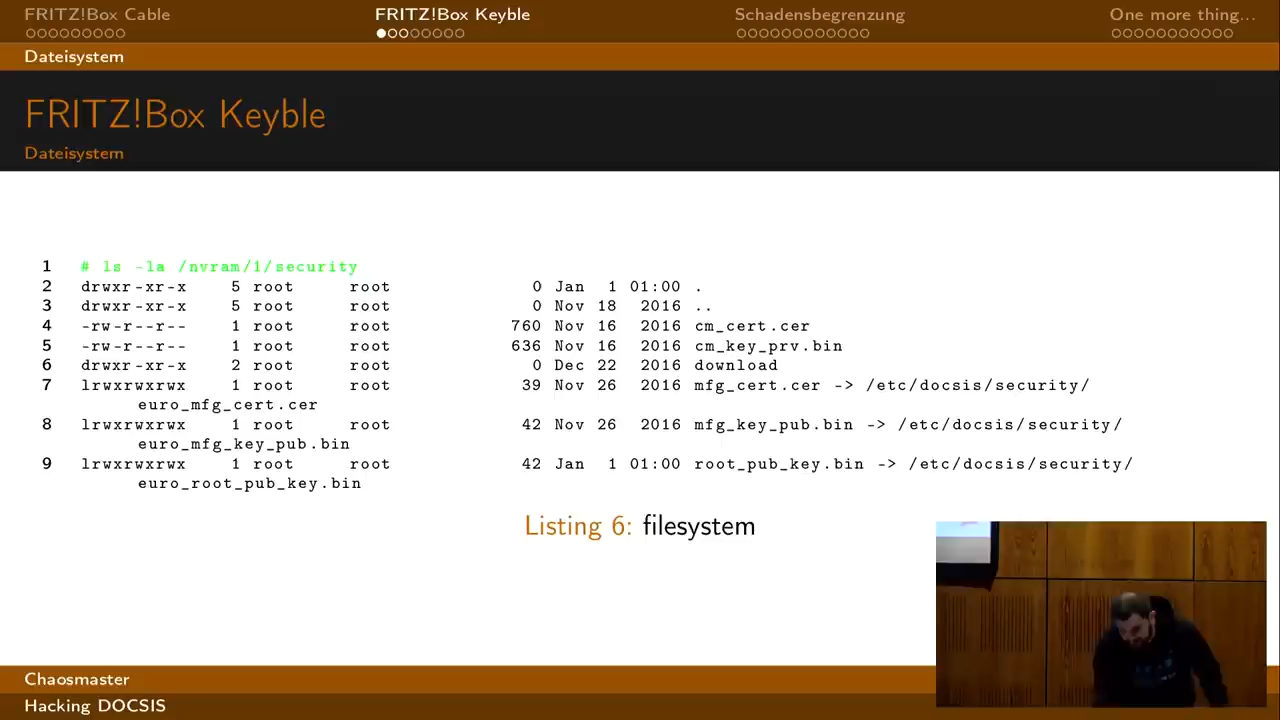 FRITZ!Box Cable FRITZ!Box Keyble Schadensbegrenzung One more thing...
Dateisystem
FRITZ!Box Keyble
Dateisystem
1 # ls -la /nvram/1/security
2 drwxr-xr-x 5 root root 0 Jan 1 01:00 .
3 drwxr-xr-x 5 root root 0 Nov 18 2016 ..
4 -rw-r--r-- 1 root root 760 Nov 16 2016 cm_cert.cer
5 -rw-r--r-- 1 root root 636 Nov 16 2016 cm_key_prv.bin
6 drwxr-xr-x 2 root root 0 Dec 22 2016 download
7 lrwxrwxrwx 1 root root 39 Nov 26 2016 mfg_cert.cer -> /etc/docsis/security/
euro_mfg_cert.cer
8 lrwxrwxrwx 1 root root 42 Nov 26 2016 mfg_key_pub.bin -> /etc/docsis/security/
euro_mfg_key_pub.bin
9 lrwxrwxrwx 1 root root 42 Jan 1 01:00 root_pub_key.bin -> /etc/docsis/security/
euro_root_pub_key.bin
Listing 6: filesystem
Chaosmaster
Hacking DOCSIS